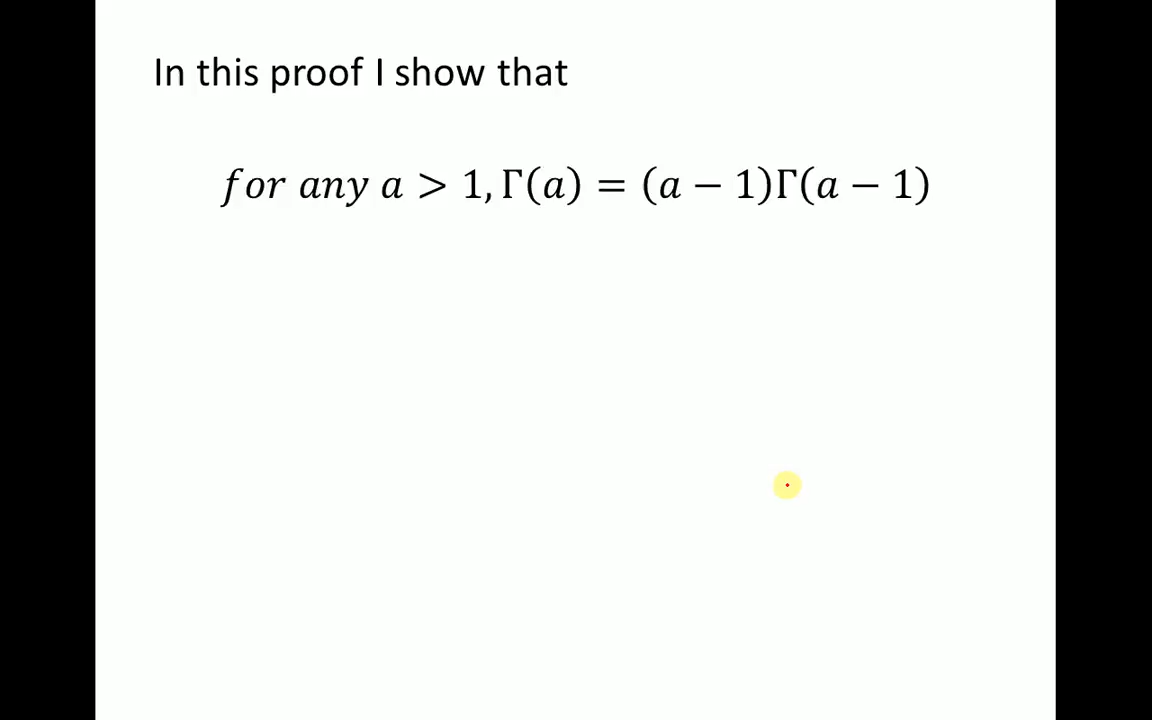 In this proof I show that
for any a > 1, Γ(a) = (a − 1)Γ(a − 1)